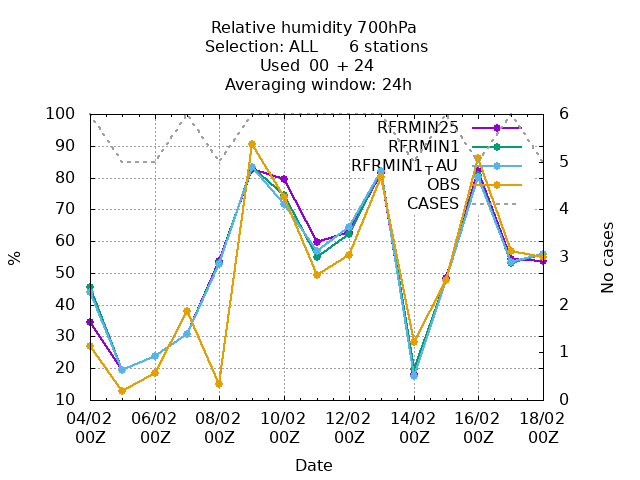 Relative humidity 700hPa
Selection: ALL 6 stations
Used 00 + 24
Averaging window: 24h
RFRMIN25
RFRMIN1
RFRMIN1_AU
OBS
CASES
100
90
80
70
60
50
40
30
20
10
%
6
5
4
3
2
1
0
No cases
04/02 06/02 08/02 10/02 12/02 14/02 16/02 18/02
00Z 00Z 00Z 00Z 00Z 00Z 00Z 00Z
Date